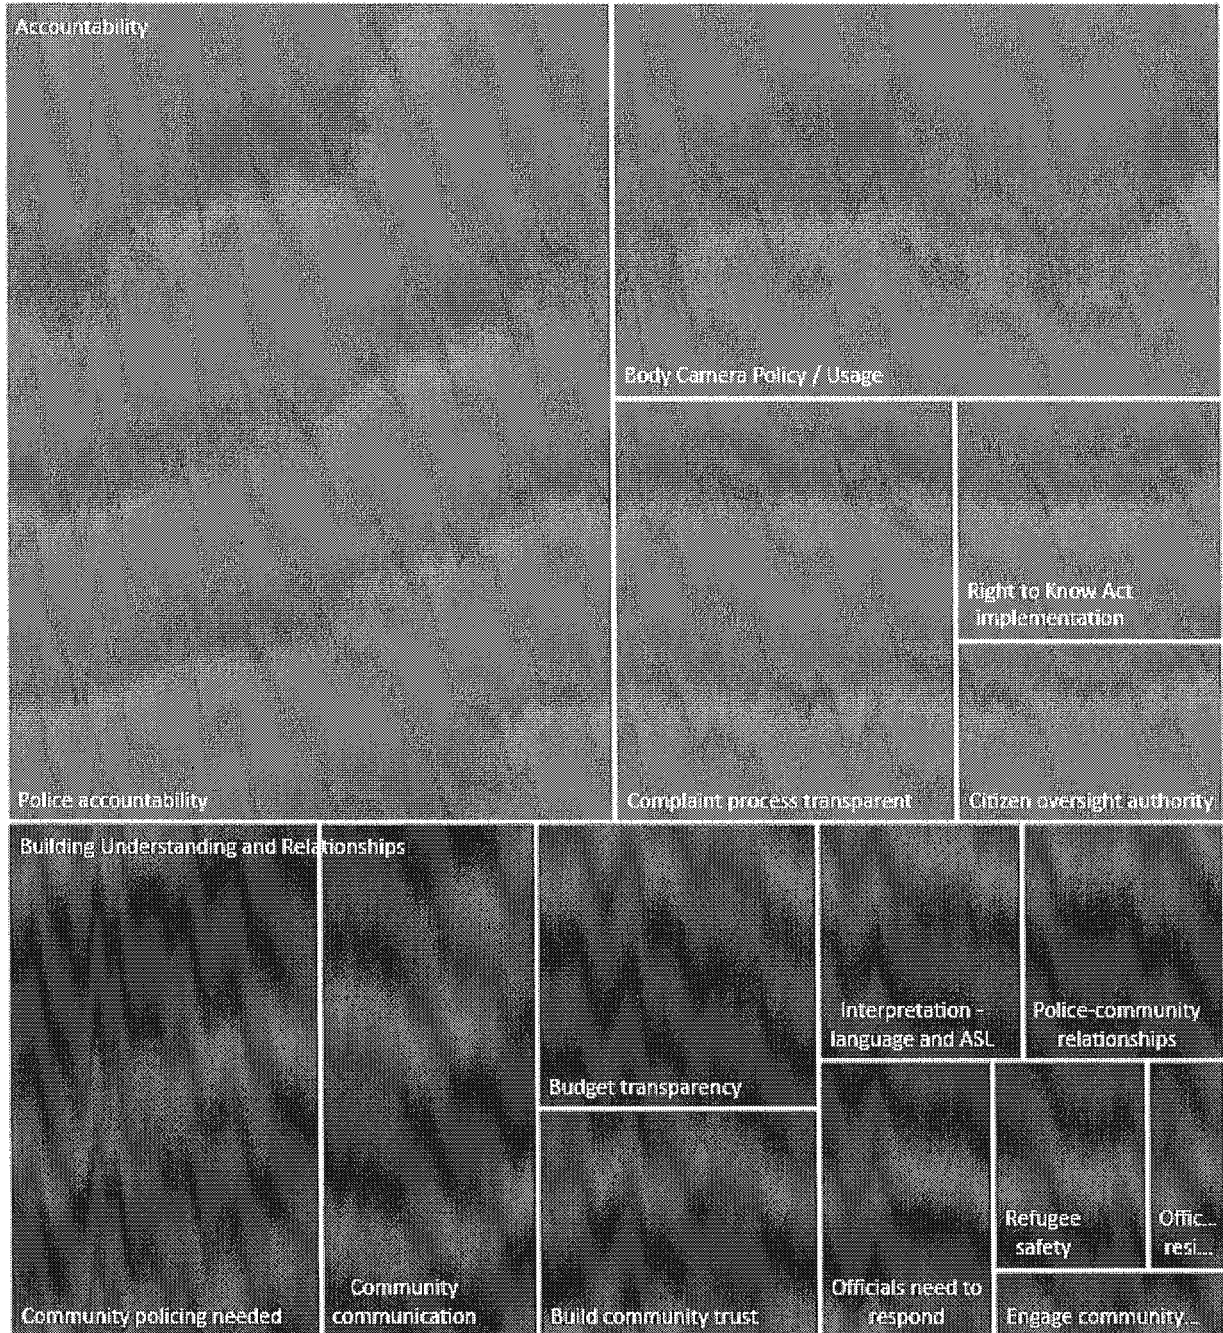 Accountability
Body Camera Policy / Usage
Right to Know Act
implementation
Police accountability
Complaint process transparent
Citizen oversight authority
Building Understanding and Relationships
Interpretation -
language and ASL
Police-community
relationships
Budget transparency
Refugee
safety
Offic...
resi....
Community policing needed
Community
communication
Build community trust
Officials need to
respond
Engage community...